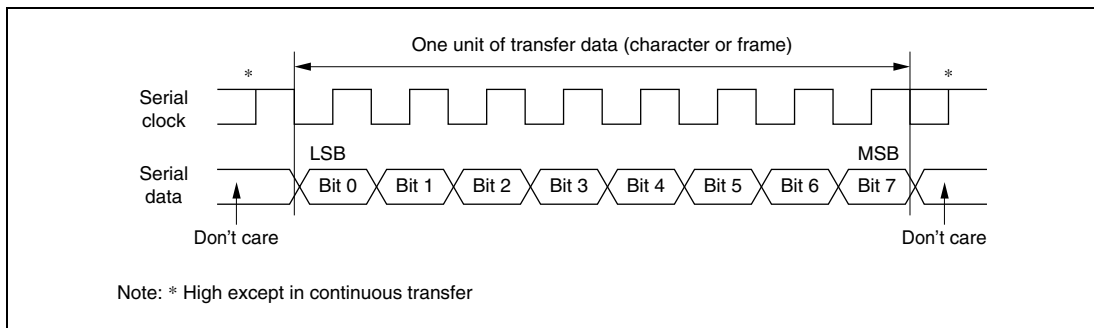 One unit of transfer data (character or frame)
* *
Serial
clock
LSB MSB
Serial
data
Bit 0 Bit 1 Bit 2 Bit 3 Bit 4 Bit 5 Bit 6 Bit 7
Don't care Don't care
Note: * High except in continuous transfer